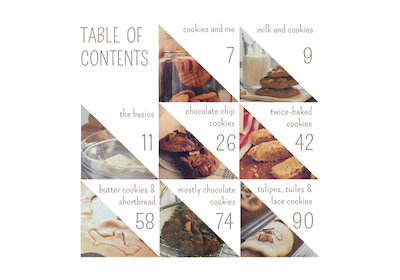 TABLE OF
CONTENTS
cookies and me
7
milk and cookies
9
the basics
11
chocolate chip
cookies
26
twice-baked
cookies
42
butter cookies &
shortbread
58
mostly chocolate
cookies
74
tulipes, tuiles &
lace cookies
90